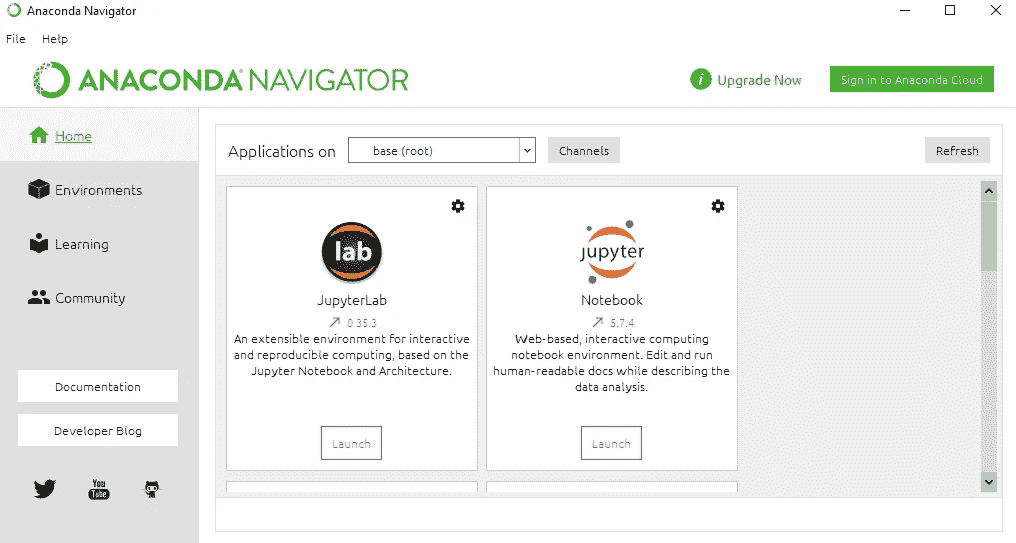 Anaconda Navigator
File Help
ANACONDA NAVIGATOR
i Upgrade Now
Sign in to Anaconda Cloud
Home
Environments
Learning
Community
Documentation
Developer Blog
You
Tube
Applications on
base (root)
Channels
Refresh
lab
JupyterLab
0.35.3
An extensible environment for interactive
and reproducible computing, based on the
Jupyter Notebook and Architecture.
Launch
jupyter
Notebook
5.7.4
Web-based, interactive computing
notebook environment. Edit and run
human-readable docs while describing the
data analysis.
Launch